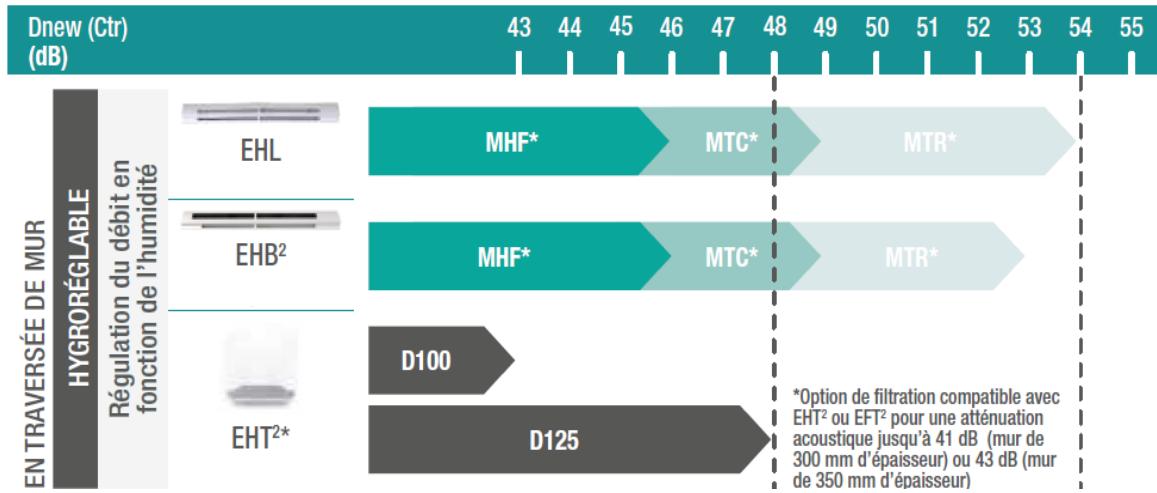 Dnew (Ctr)
(dB)
43 44 45 46 47 48 49 50 51 52 53 54 55
EN TRAVERSÉE DE MUR
HYGRORÉGLABLE
Régulation du débit en
fonction de l'humidité
EHL
MHF* MTC* MTR*
EHB²
MHF* MTC* MTR*
EHT²*
D100
D125
*Option de filtration compatible avec
EHT² ou EFT² pour une atténuation
acoustique jusqu'à 41 dB (mur de
300 mm d'épaisseur) ou 43 dB (mur
de 350 mm d'épaisseur)